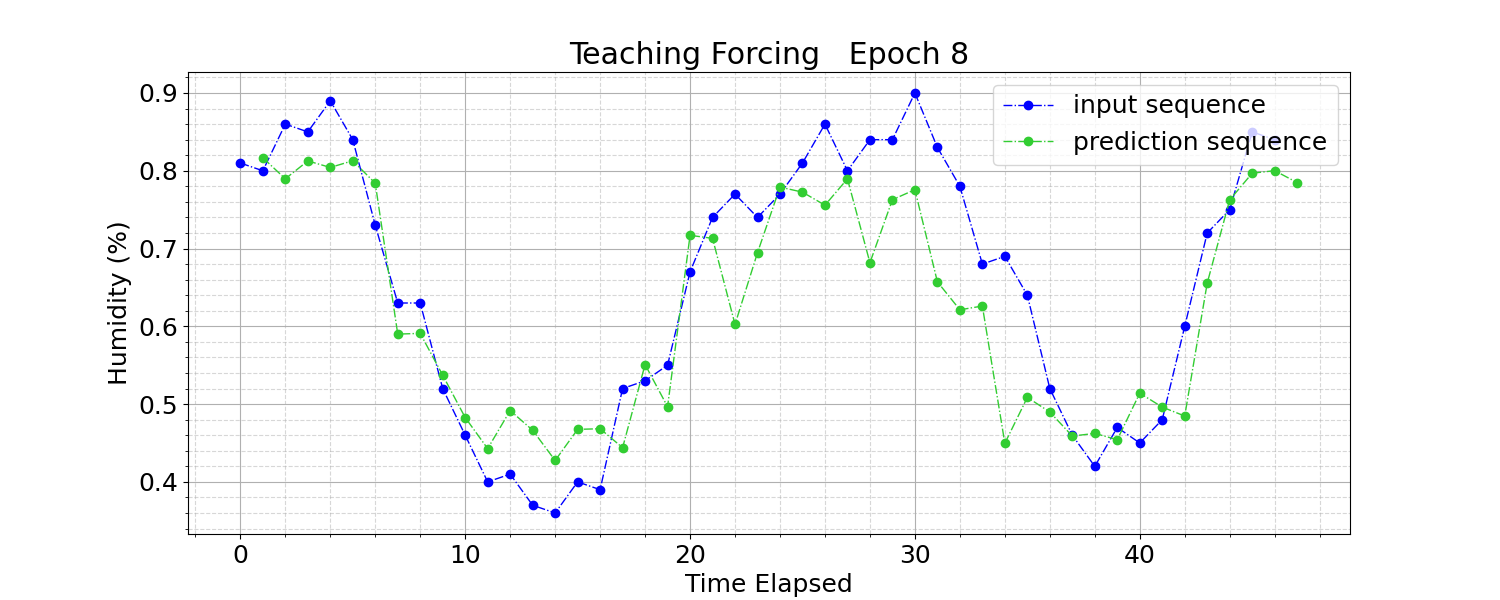 Teaching Forcing   Epoch 8
input sequence
prediction sequence
Humidity (%)
0.9
0.8
0.7
0.6
0.5
0.4
0 10 20 30 40
Time Elapsed